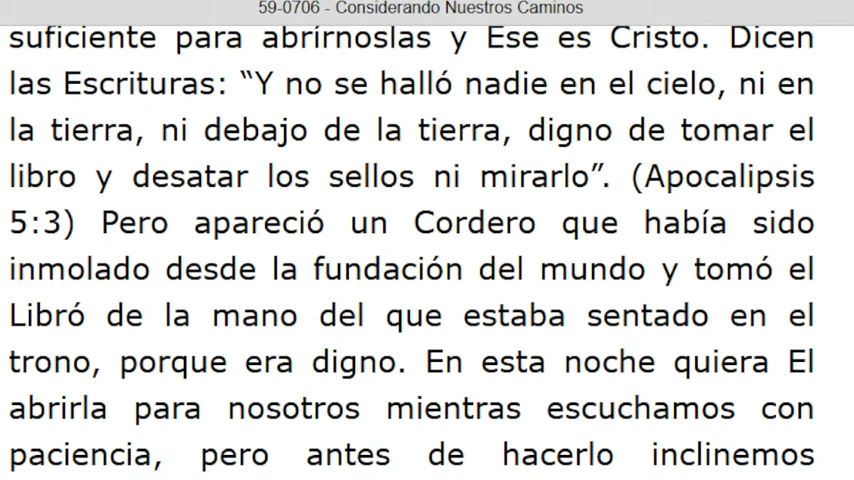 59-0706 - Considerando Nuestros Caminos
suficiente para abrírnoslas y Ese es Cristo. Dicen
las Escrituras: “Y no se halló nadie en el cielo, ni en
la tierra, ni debajo de la tierra, digno de tomar el
libro y desatar los sellos ni mirarlo”. (Apocalipsis
5:3) Pero apareció un Cordero que había sido
inmolado desde la fundación del mundo y tomó el
Libró de la mano del que estaba sentado en el
trono, porque era digno. En esta noche quiera El
abrirla para nosotros mientras escuchamos con
paciencia, pero antes de hacerlo inclinemos